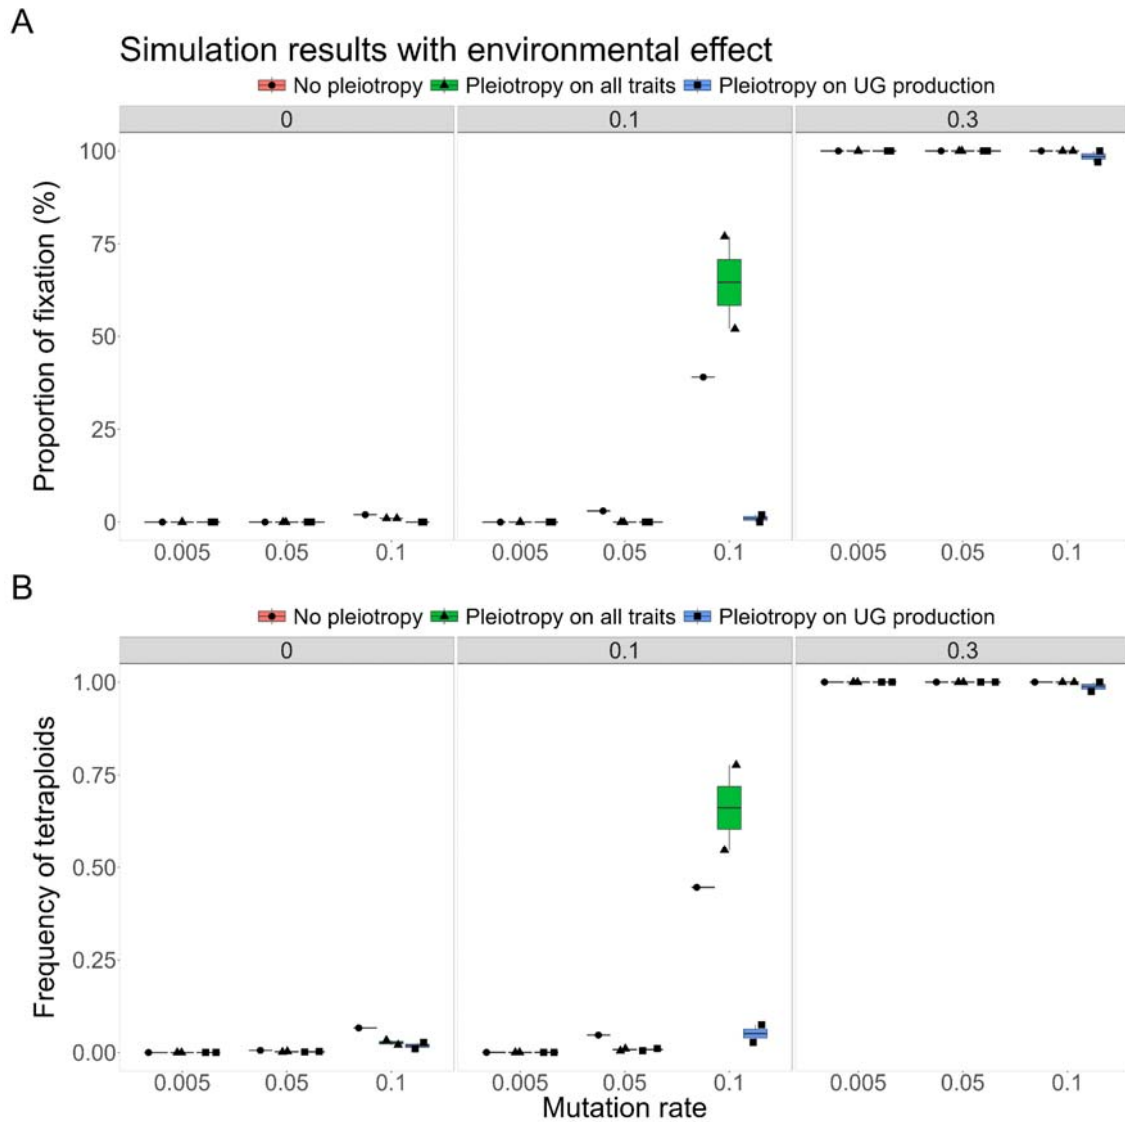 A
Simulation results with environmental effect
No pleiotropy Pleiotropy on all traits Pleiotropy on UG production
0 0.1 0.3
Proportion of fixation (%)
100
75
50
25
0
0.005 0.05 0.1 0.005 0.05 0.1 0.005 0.05 0.1
B
No pleiotropy Pleiotropy on all traits Pleiotropy on UG production
0 0.1 0.3
Frequency of tetraploids
1.00
0.75
0.50
0.25
0.00
0.005 0.05 0.1 0.005 0.05 0.1 0.005 0.05 0.1
Mutation rate